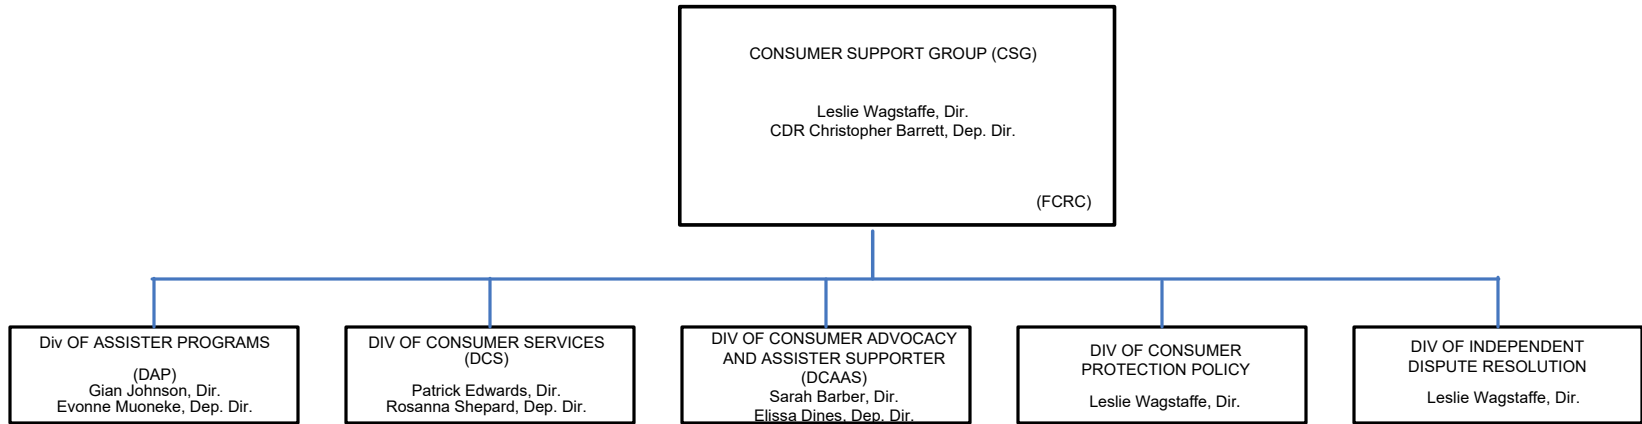 CONSUMER SUPPORT GROUP (CSG)
Leslie Wagstaffe, Dir.
CDR Christopher Barrett, Dep. Dir.
(FCRC)
Div OF ASSISTER PROGRAMS
(DAP)
Gian Johnson, Dir.
Evonne Muoneke, Dep. Dir.
DIV OF CONSUMER SERVICES
(DCS)
Patrick Edwards, Dir.
Rosanna Shepard, Dep. Dir.
DIV OF CONSUMER ADVOCACY
AND ASSISTER SUPPORTER
(DCAAS)
Sarah Barber, Dir.
Elissa Dines, Dep. Dir.
DIV OF CONSUMER
PROTECTION POLICY
Leslie Wagstaffe, Dir.
DIV OF INDEPENDENT
DISPUTE RESOLUTION
Leslie Wagstaffe, Dir.